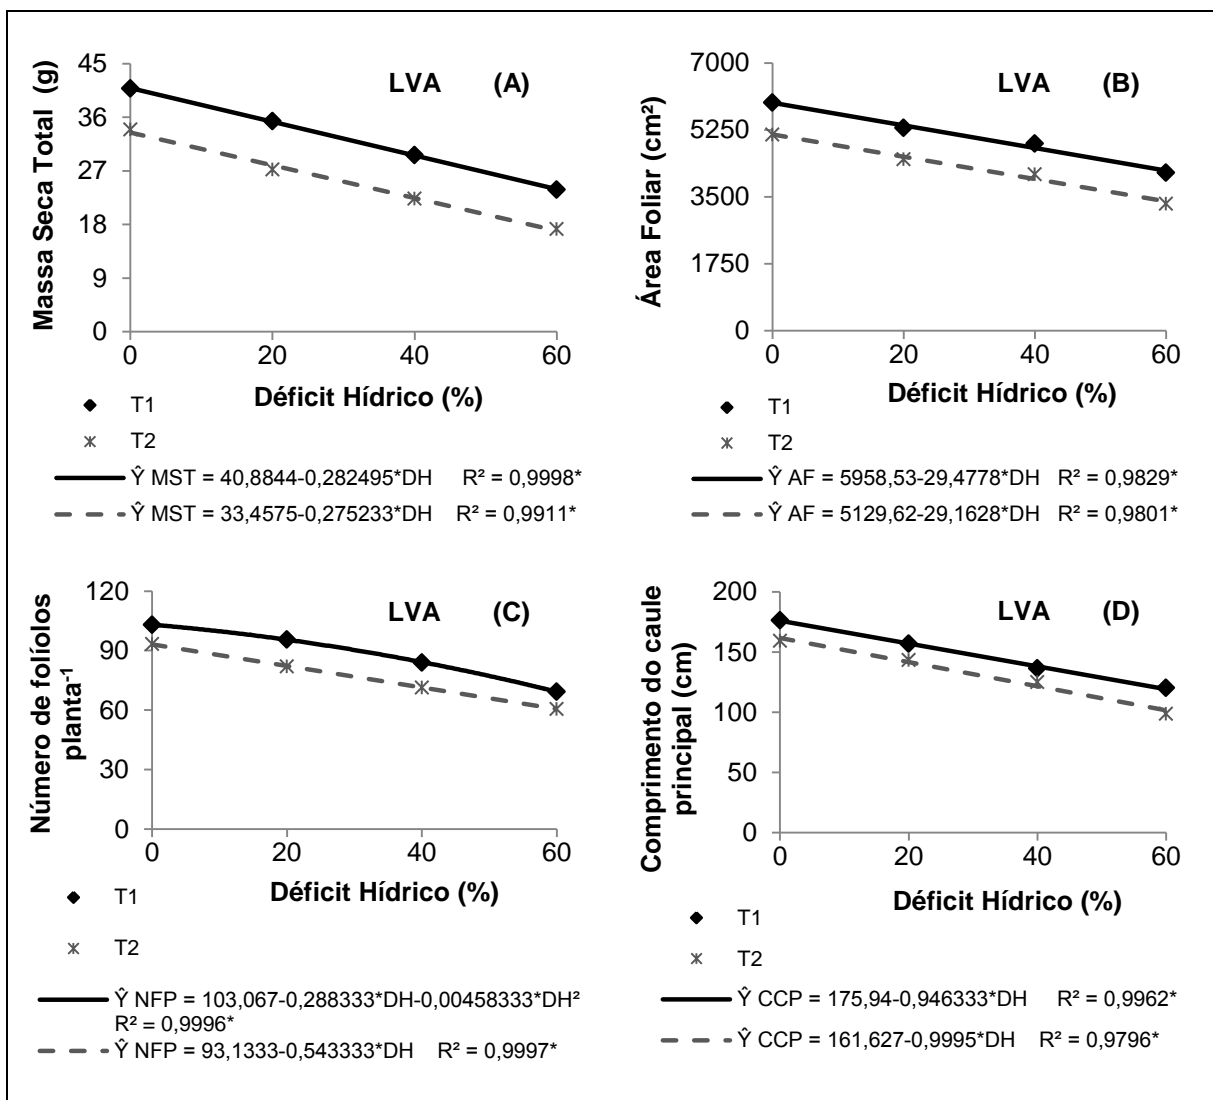 LVA (A)
Massa Seca Total (g)
45
36
27
18
9
0
0 20 40 60
Déficit Hídrico (%)
T1
T2
Ŷ MST = 40,8844-0,282495*DH R² = 0,9998*
Ŷ MST = 33,4575-0,275233*DH R² = 0,9911*
LVA (B)
Área Foliar (cm²)
7000
5250
3500
1750
0
0 20 40 60
Déficit Hídrico (%)
T1
T2
Ŷ AF = 5958,53-29,4778*DH R² = 0,9829*
Ŷ AF = 5129,62-29,1628*DH R² = 0,9801*
LVA (C)
Número de folíolos
planta⁻¹
120
90
60
30
0
0 20 40 60
Déficit Hídrico (%)
T1
T2
Ŷ NFP = 103,067-0,288333*DH-0,00458333*DH²
R² = 0,9996*
Ŷ NFP = 93,1333-0,543333*DH R² = 0,9997*
LVA (D)
Comprimento do caule
principal (cm)
200
150
100
50
0
0 20 40 60
Déficit Hídrico (%)
T1
T2
Ŷ CCP = 175,94-0,946333*DH R² = 0,9962*
Ŷ CCP = 161,627-0,9995*DH R² = 0,9796*